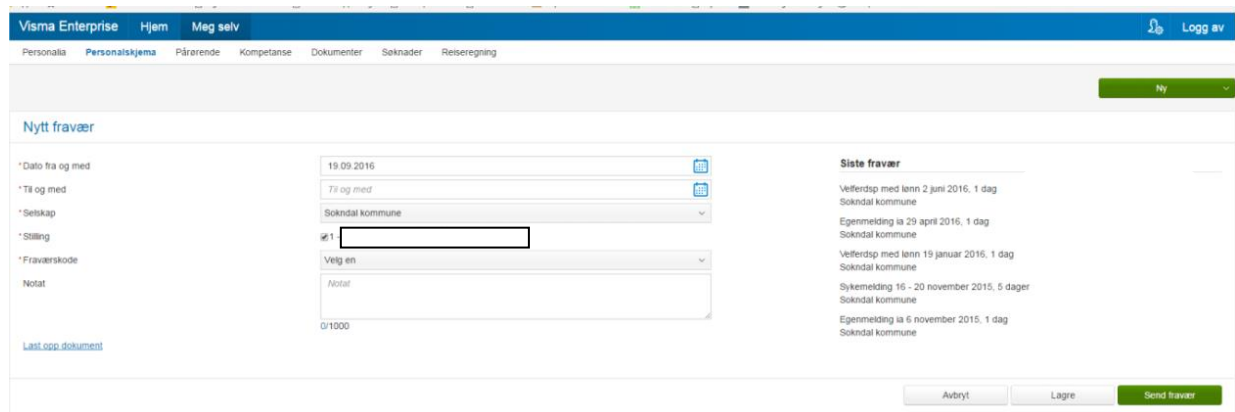 Visma Enterprise Hjem Meg selv Logg av
Personalia Personalskjema Pårørende Kompetanse Dokumenter Søknader Reiseregning
Ny
Nytt fravær
*Dato fra og med 19.09.2016
*Til og med Til og med
*Selskap Sokndal kommune
*Stilling 1 -
*Fraværskode Velg en
Notat Notat
0/1000
Last opp dokument
Siste fravær
Velferdsp med lønn 2 juni 2016, 1 dag
Sokndal kommune
Egenmelding ia 29 april 2016, 1 dag
Sokndal kommune
Velferdsp med lønn 19 januar 2016, 1 dag
Sokndal kommune
Sykemelding 16 - 20 november 2015, 5 dager
Sokndal kommune
Egenmelding ia 6 november 2015, 1 dag
Sokndal kommune
Avbryt Lagre Send fravær